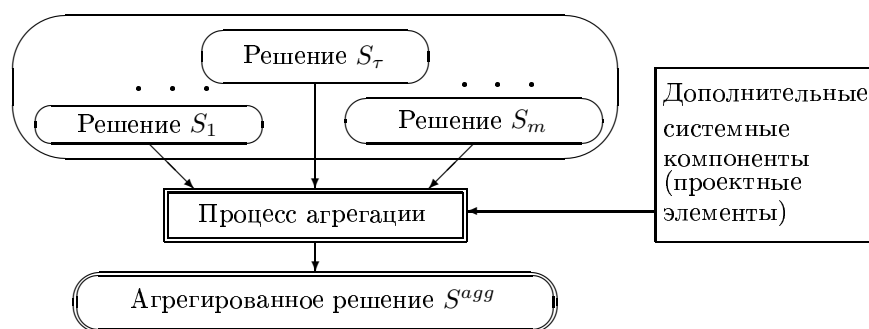 Решение S_τ
. . .
. . .
Решение S_1
Решение S_m
Дополнительные
системные
компоненты
(проектные
элементы)
Процесс агрегации
Агрегированное решение S^{agg}